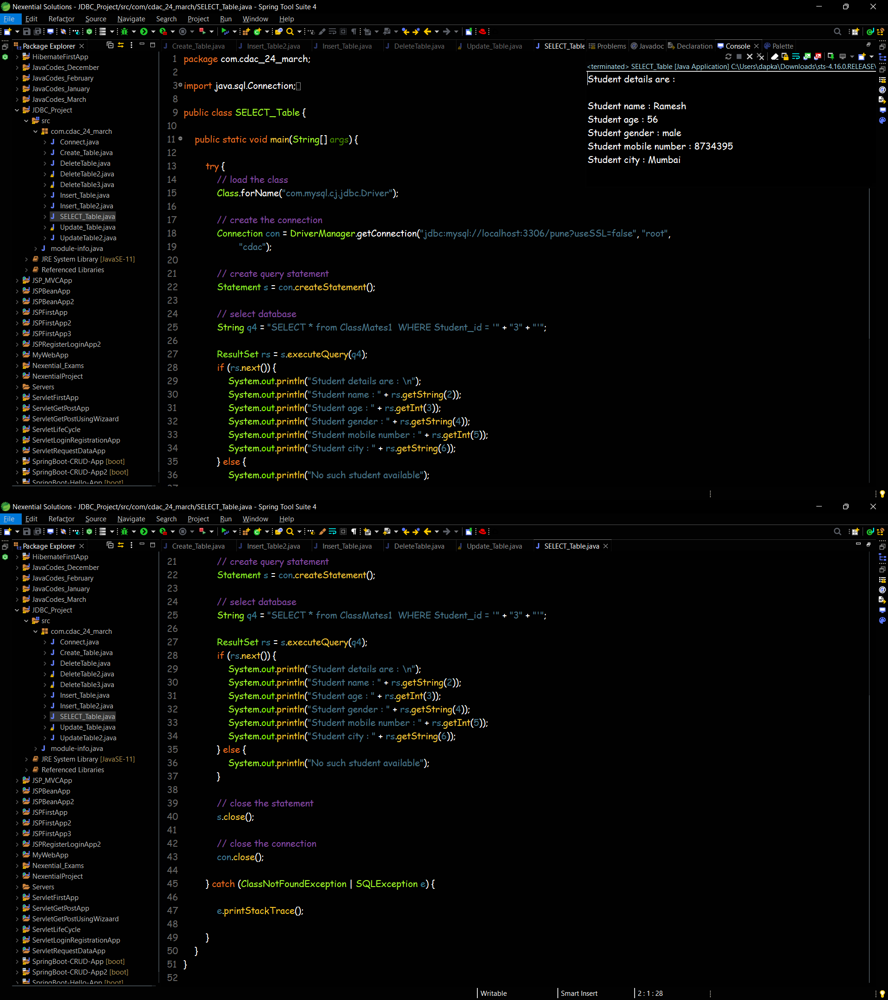 Nexential Solutions - JDBC_Project/src/com/cdac_24_march/SELECT_Table.java - Spring Tool Suite 4
File Edit Refactor Source Navigate Search Project Run Window Help
Package Explorer
HibernateFirstApp
JavaCodes_December
JavaCodes_February
JavaCodes_January
JavaCodes_March
JDBC_Project
src
com.cdac_24_march
Connect.java
Create_Table.java
DeleteTable.java
DeleteTable2.java
DeleteTable3.java
Insert_Table.java
Insert_Table2.java
SELECT_Table.java
Update_Table.java
UpdateTable2.java
module-info.java
JRE System Library [JavaSE-11]
Referenced Libraries
JSP_MVCApp
JSPBeanApp
JSPBeanApp2
JSPFirstApp
JSPFirstApp2
JSPFirstApp3
JSPRegisterLoginApp2
MyWebApp
Nexential_Exams
NexentialProject
Servers
ServletFirstApp
ServletGetPostApp
ServletGetPostUsingWizaard
ServletLifeCycle
ServletLoginRegistrationApp
ServletRequestDataApp
SpringBoot-CRUD-App [boot]
SpringBoot-CRUD-App2 [boot]
SpringBoot-Hello-App [boot]
Create_Table.java Insert_Table2.java Insert_Table.java DeleteTable.java Update_Table.java SELECT_Table
1 package com.cdac_24_march;
2
3 import java.sql.Connection;
8
9 public class SELECT_Table {
10
11 public static void main(String[] args) {
12
13 try {
14 // load the class
15 Class.forName("com.mysql.cj.jdbc.Driver");
16
17 // create the connection
18 Connection con = DriverManager.getConnection("jdbc:mysql://localhost:3306/pune?useSSL=false", "root",
19 "cdac");
20
21 // create query statement
22 Statement s = con.createStatement();
23
24 // select database
25 String q4 = "SELECT * from ClassMates1  WHERE Student_id = '" + "3" + "'";
26
27 ResultSet rs = s.executeQuery(q4);
28 if (rs.next()) {
29 System.out.println("Student details are : \n");
30 System.out.println("Student name : " + rs.getString(2));
31 System.out.println("Student age : " + rs.getInt(3));
32 System.out.println("Student gender : " + rs.getString(4));
33 System.out.println("Student mobile number : " + rs.getInt(5));
34 System.out.println("Student city : " + rs.getString(6));
35 } else {
36 System.out.println("No such student available");
Problems Javadoc Declaration Console Palette
<terminated> SELECT_Table [Java Application] C:\Users\dapka\Downloads\sts-4.16.0.RELEASE\
Student details are :
Student name : Ramesh
Student age : 56
Student gender : male
Student mobile number : 8734395
Student city : Mumbai
Nexential Solutions - JDBC_Project/src/com/cdac_24_march/SELECT_Table.java - Spring Tool Suite 4
File Edit Refactor Source Navigate Search Project Run Window Help
Package Explorer
HibernateFirstApp
JavaCodes_December
JavaCodes_February
JavaCodes_January
JavaCodes_March
JDBC_Project
src
com.cdac_24_march
Connect.java
Create_Table.java
DeleteTable.java
DeleteTable2.java
DeleteTable3.java
Insert_Table.java
Insert_Table2.java
SELECT_Table.java
Update_Table.java
UpdateTable2.java
module-info.java
JRE System Library [JavaSE-11]
Referenced Libraries
JSP_MVCApp
JSPBeanApp
JSPBeanApp2
JSPFirstApp
JSPFirstApp2
JSPFirstApp3
JSPRegisterLoginApp2
MyWebApp
Nexential_Exams
NexentialProject
Servers
ServletFirstApp
ServletGetPostApp
ServletGetPostUsingWizaard
ServletLifeCycle
ServletLoginRegistrationApp
ServletRequestDataApp
SpringBoot-CRUD-App [boot]
SpringBoot-CRUD-App2 [boot]
SpringBoot-Hello-App [boot]
Create_Table.java Insert_Table2.java Insert_Table.java DeleteTable.java Update_Table.java SELECT_Table.java
21 // create query statement
22 Statement s = con.createStatement();
23
24 // select database
25 String q4 = "SELECT * from ClassMates1  WHERE Student_id = '" + "3" + "'";
26
27 ResultSet rs = s.executeQuery(q4);
28 if (rs.next()) {
29 System.out.println("Student details are : \n");
30 System.out.println("Student name : " + rs.getString(2));
31 System.out.println("Student age : " + rs.getInt(3));
32 System.out.println("Student gender : " + rs.getString(4));
33 System.out.println("Student mobile number : " + rs.getInt(5));
34 System.out.println("Student city : " + rs.getString(6));
35 } else {
36 System.out.println("No such student available");
37 }
38
39 // close the statement
40 s.close();
41
42 // close the connection
43 con.close();
44
45 } catch (ClassNotFoundException | SQLException e) {
46
47 e.printStackTrace();
48
49 }
50 }
51 }
52
Writable Smart Insert 2 : 1 : 28